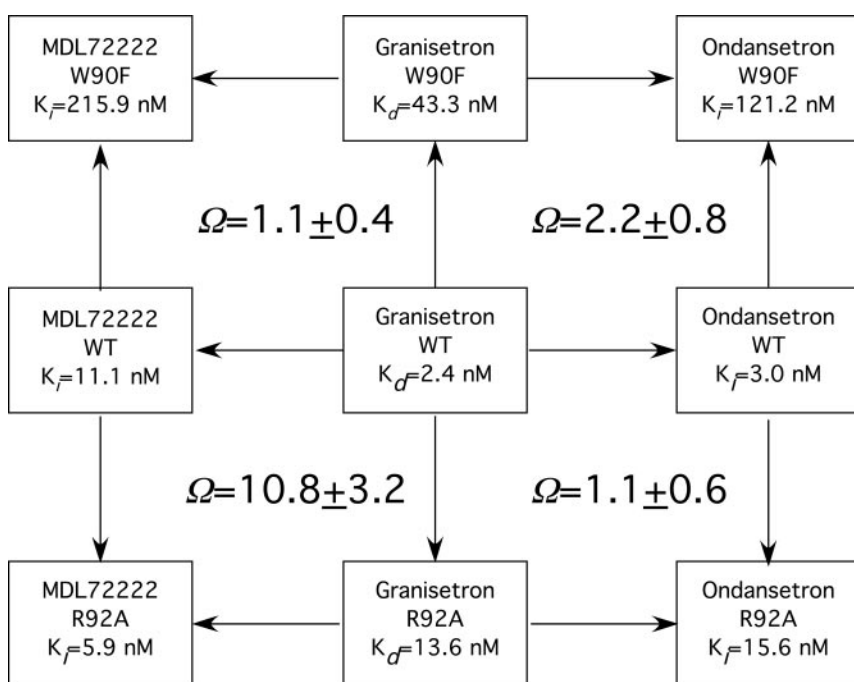 MDL72222
W90F
Ki=215.9 nM
Granisetron
W90F
Kd=43.3 nM
Ondansetron
W90F
Ki=121.2 nM
Ω=1.1±0.4
Ω=2.2±0.8
MDL72222
WT
Ki=11.1 nM
Granisetron
WT
Kd=2.4 nM
Ondansetron
WT
Ki=3.0 nM
Ω=10.8±3.2
Ω=1.1±0.6
MDL72222
R92A
Ki=5.9 nM
Granisetron
R92A
Kd=13.6 nM
Ondansetron
R92A
Ki=15.6 nM